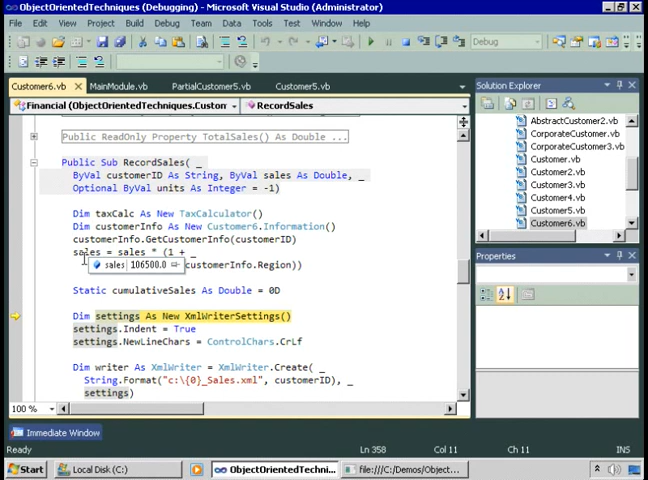 ObjectOrientedTechniques (Debugging) - Microsoft Visual Studio (Administrator)
File Edit View Project Build Debug Team Data Tools Test Window Help
Debug
Customer6.vb MainModule.vb PartialCustomer5.vb Customer5.vb
Financial (ObjectOrientedTechniques.Custon RecordSales
Public ReadOnly Property TotalSales() As Double ...
Public Sub RecordSales( _
ByVal customerID As String, ByVal sales As Double, _
Optional ByVal units As Integer = -1)
Dim taxCalc As New TaxCalculator()
Dim customerInfo As New Customer6.Information()
customerInfo.GetCustomerInfo(customerID)
sales = sales * (1 + _
sales 106500.0 customerInfo.Region))
Static cumulativeSales As Double = 0D
Dim settings As New XmlWriterSettings()
settings.Indent = True
settings.NewLineChars = ControlChars.CrLf
Dim writer As XmlWriter = XmlWriter.Create( _
String.Format("c:\{0}_Sales.xml", customerID), _
settings)
100 %
Solution Explorer
AbstractCustomer2.vb
CorporateCustomer.vb
CorporateCustomer3.vb
Customer.vb
Customer2.vb
Customer3.vb
Customer4.vb
Customer5.vb
Customer6.vb
Properties
Immediate Window
Ready Ln 358 Col 11 Ch 11 INS
Start Local Disk (C:) ObjectOrientedTechni... file:///C:/Demos/Object...